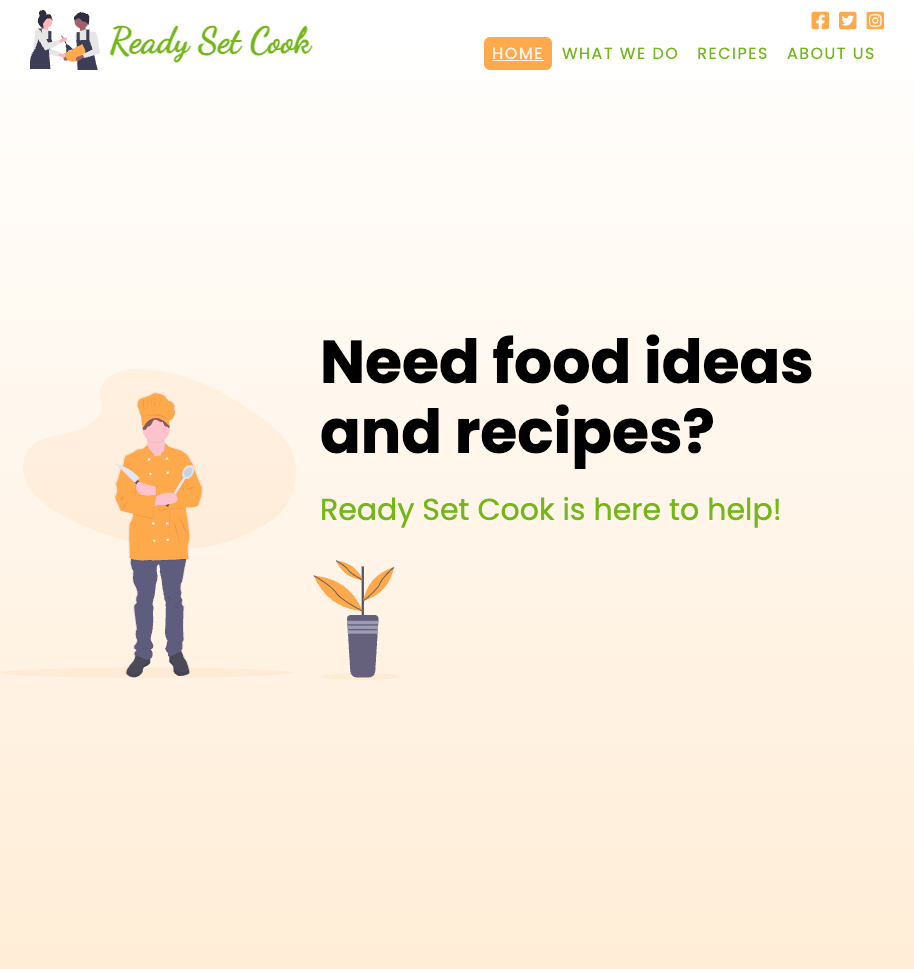 Ready Set Cook
HOME WHAT WE DO RECIPES ABOUT US
Need food ideas
and recipes?
Ready Set Cook is here to help!